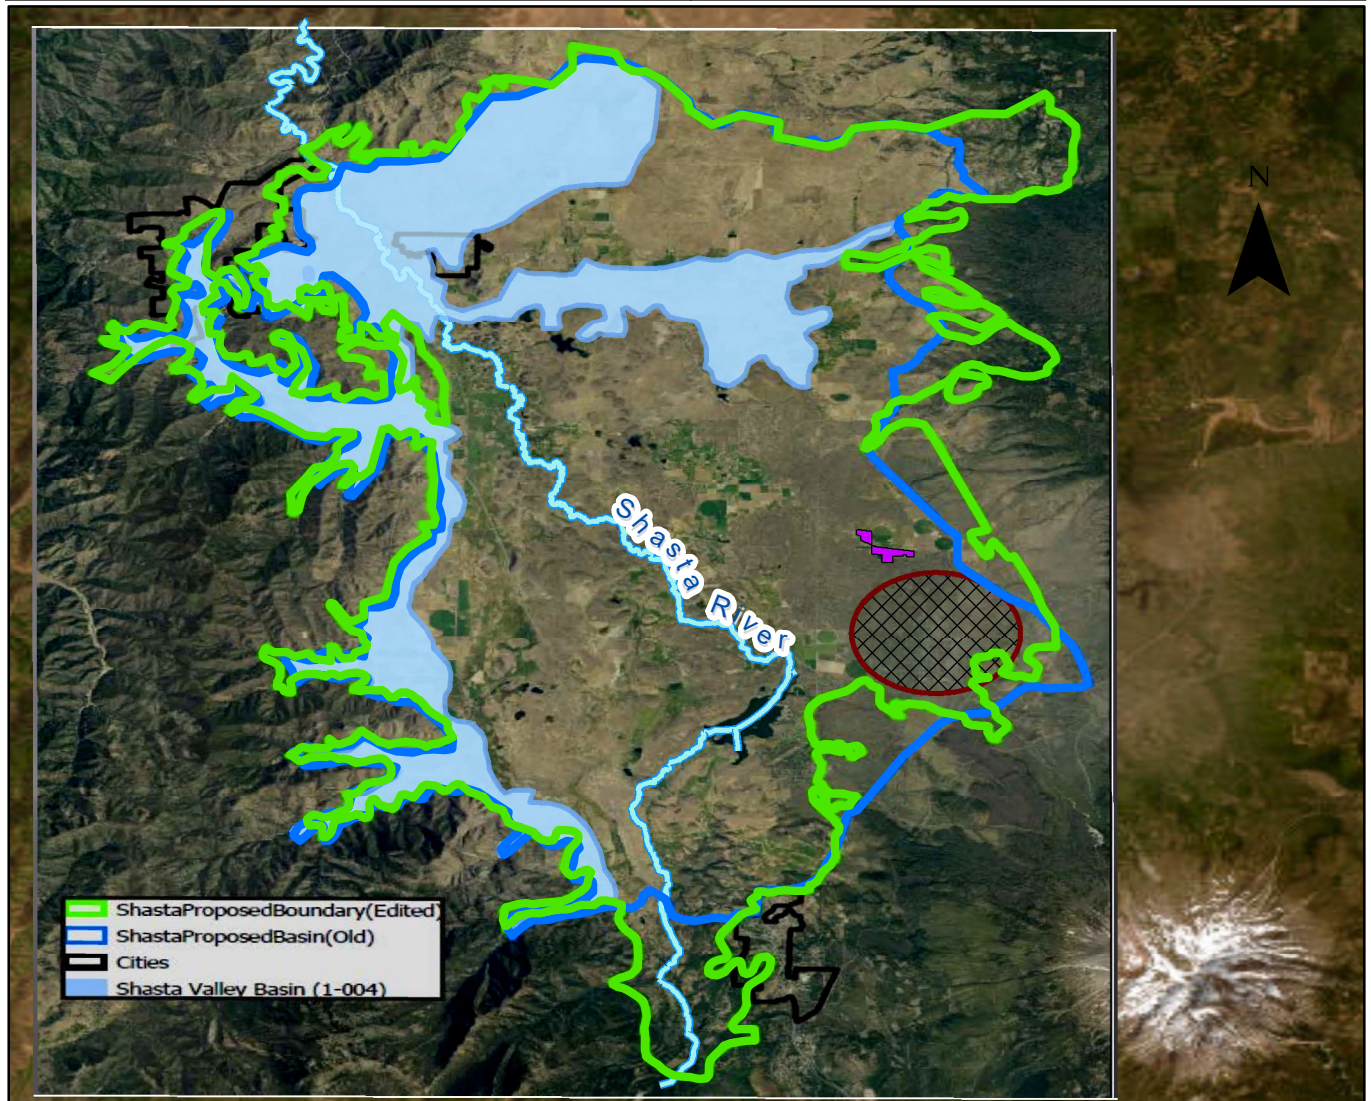 N
Shasta River
ShastaProposedBoundary(Edited)
ShastaProposedBasin(Old)
Cities
Shasta Valley Basin (1-004)